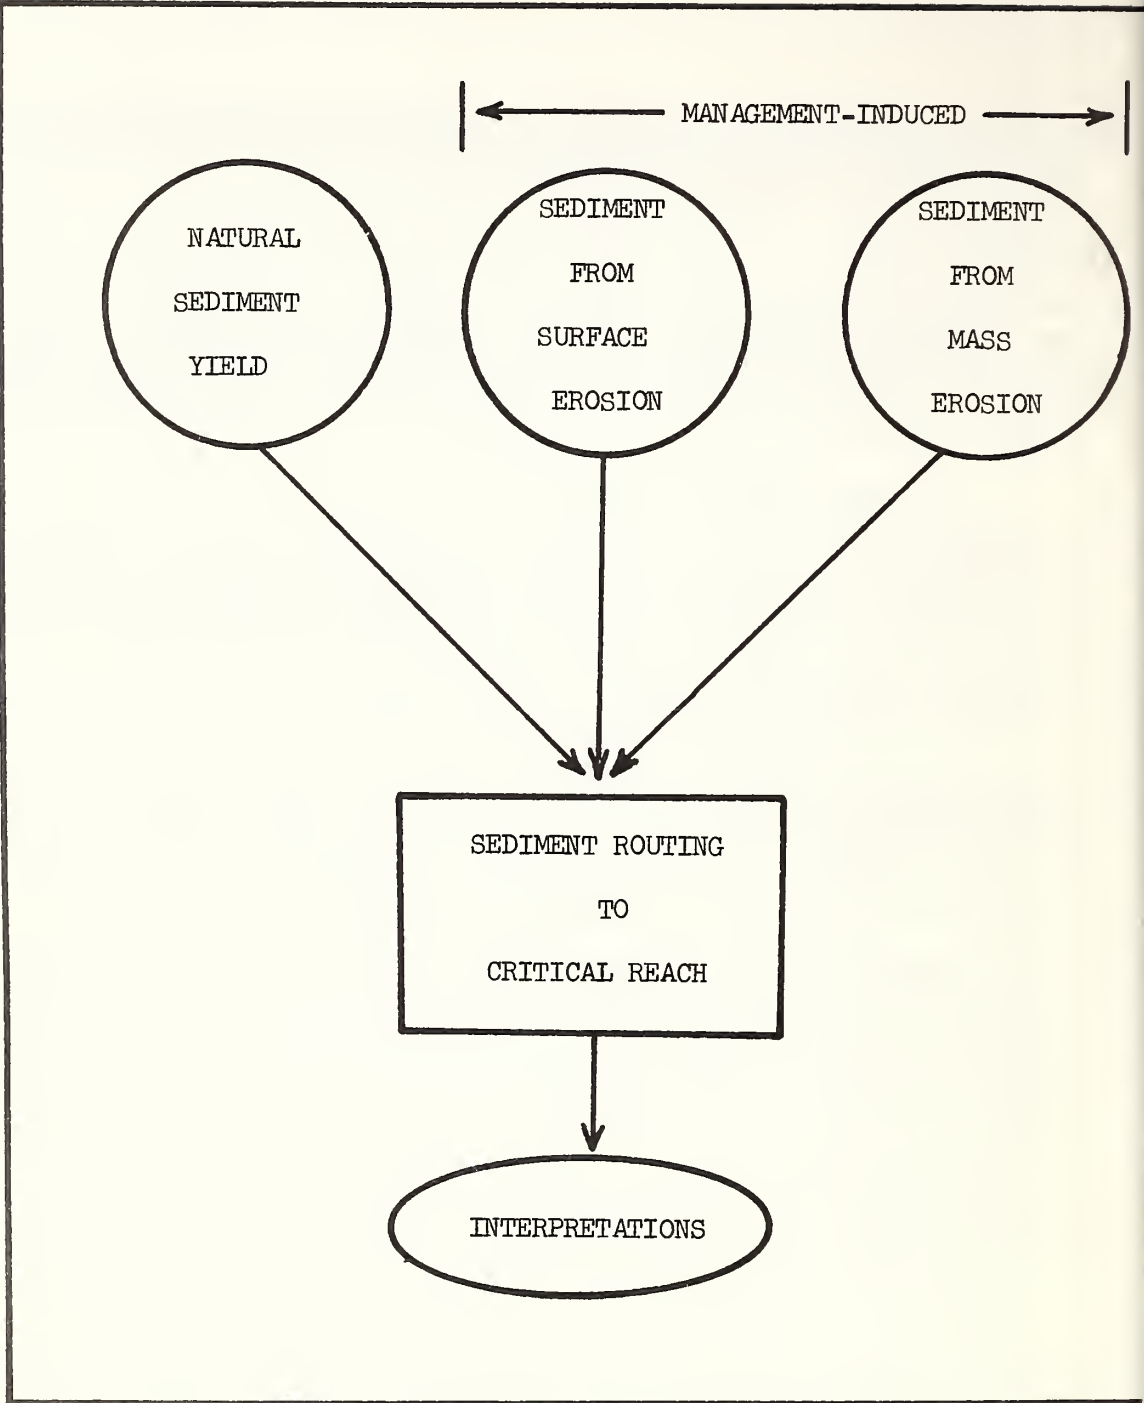 MANAGEMENT-INDUCED
NATURAL
SEDIMENT
YIELD
SEDIMENT
FROM
SURFACE
EROSION
SEDIMENT
FROM
MASS
EROSION
SEDIMENT ROUTING
TO
CRITICAL REACH
INTERPRETATIONS